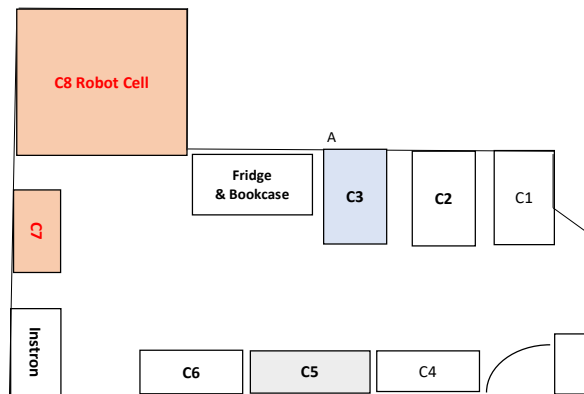 C8 Robot Cell
A
Fridge
& Bookcase
C3
C2
C1
C7
Instron
C6
C5
C4